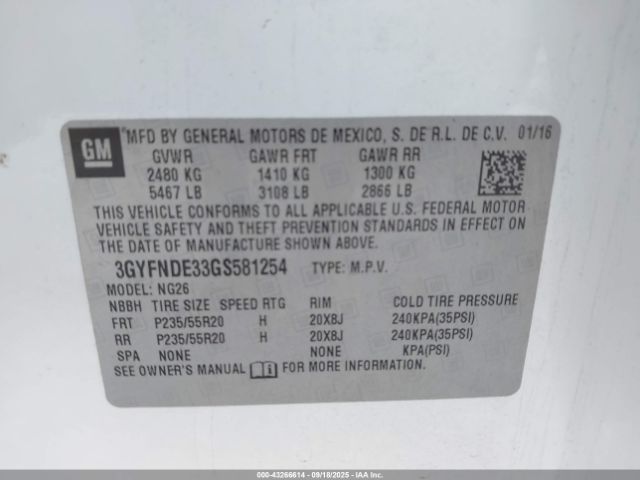 GM
MFD BY GENERAL MOTORS DE MEXICO, S. DE R.L. DE C.V. 01/16
GVWR GAWR FRT GAWR RR
2480 KG 1410 KG 1300 KG
5467 LB 3108 LB 2866 LB
THIS VEHICLE CONFORMS TO ALL APPLICABLE U.S. FEDERAL MOTOR
VEHICLE SAFETY AND THEFT PREVENTION STANDARDS IN EFFECT ON
THE DATE OF MANUFACTURE SHOWN ABOVE.
3GYFNDE33GS581254 TYPE: M.P.V.
MODEL: NG26
NBBH TIRE SIZE SPEED RTG RIM COLD TIRE PRESSURE
FRT P235/55R20 H 20X8J 240KPA(35PSI)
RR P235/55R20 H 20X8J 240KPA(35PSI)
SPA NONE NONE KPA(PSI)
SEE OWNER'S MANUAL FOR MORE INFORMATION.
000-43266614 - 09/18/2025 - IAAI.COM